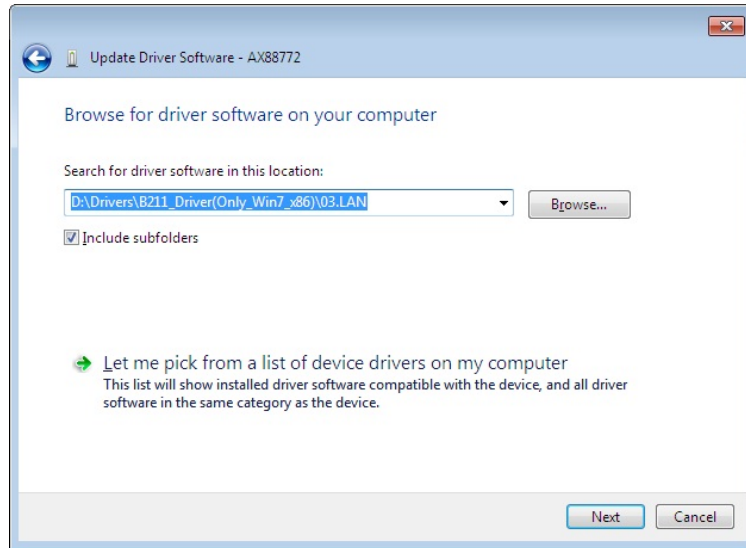 Update Driver Software - AX88772
Browse for driver software on your computer
Search for driver software in this location:
D:\Drivers\B211_Driver(Only_Win7_x86)\03.LAN
Browse...
Include subfolders
Let me pick from a list of device drivers on my computer
This list will show installed driver software compatible with the device, and all driver
software in the same category as the device.
Next
Cancel